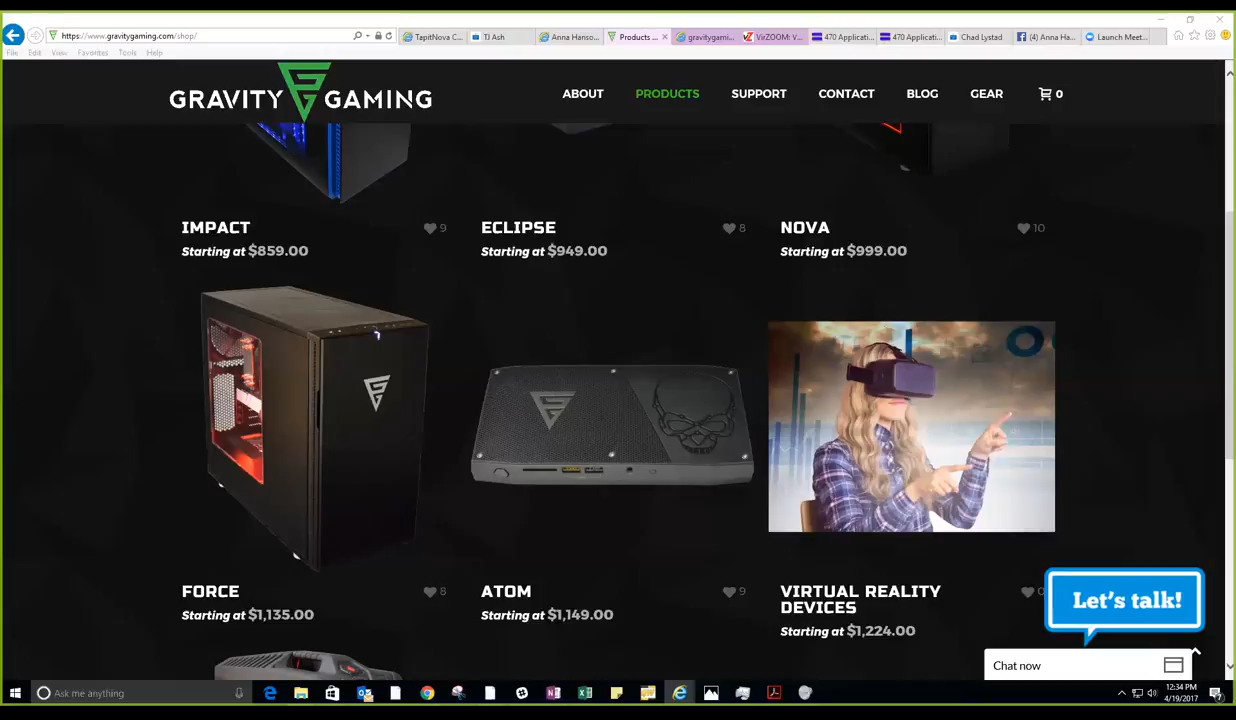 https://www.gravitygaming.com/shop/
TapitNova C...
TJ Ash
Anna Hanso...
Products ...
gravitygami...
VirZOOM: V...
470 Applicati...
470 Applicati...
Chad Lystad
(4) Anna Ha...
Launch Meet...
File Edit View Favorites Tools Help
GRAVITY GAMING
ABOUT PRODUCTS SUPPORT CONTACT BLOG GEAR 0
IMPACT 9
Starting at $859.00
ECLIPSE 8
Starting at $949.00
NOVA 10
Starting at $999.00
FORCE 8
Starting at $1,135.00
ATOM 9
Starting at $1,149.00
VIRTUAL REALITY 0
DEVICES
Starting at $1,224.00
Let's talk!
Chat now
Ask me anything
12:34 PM
4/19/2017